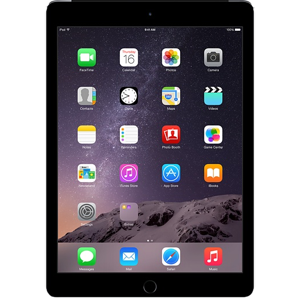 iPad 9:41 AM 100%
Thursday
16
FaceTime Calendar Photos Camera
Contacts Clock Maps Videos
Notes Reminders Photo Booth Game Center
Newsstand iTunes Store App Store iBooks
Settings
Messages Mail Safari Music